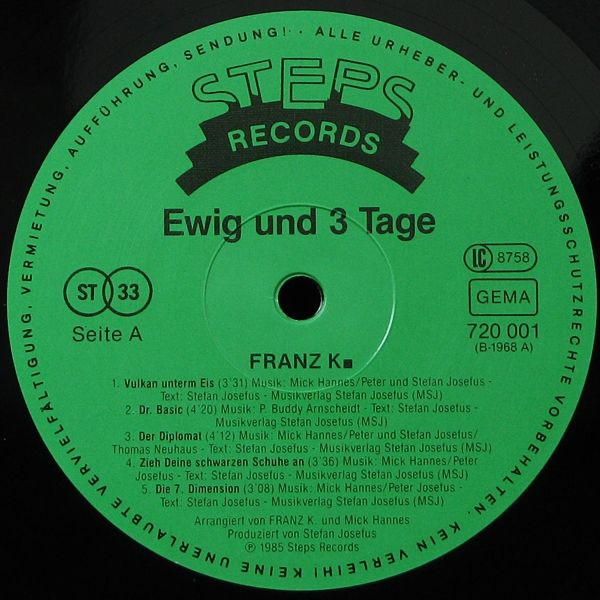 ALLE URHEBER- UND LEISTUNGSSCHUTZRECHTE VORBEHALTEN. KEIN VERLEIH! KEINE UNERLAUBTE VERVIELFÄLTIGUNG, VERMIETUNG, AUFFÜHRUNG, SENDUNG! ·
STEPS
RECORDS
Ewig und 3 Tage
ST 33
Seite A
LC 8758
GEMA
720 001
(B-1968 A)
FRANZ K■
1. Vulkan unterm Eis (3'31) Musik: Mick Hannes/Peter und Stefan Josefus -
Text: Stefan Josefus - Musikverlag Stefan Josefus (MSJ)
2. Dr. Basic (4'20) Musik: P. Buddy Arnscheidt - Text: Stefan Josefus -
Musikverlag Stefan Josefus (MSJ)
3. Der Diplomat (4'12) Musik: Mick Hannes/Peter und Stefan Josefus/
Thomas Neuhaus - Text: Stefan Josefus - Musikverlag Stefan Josefus (MSJ)
4. Zieh Deine schwarzen Schuhe an (3'36) Musik: Mick Hannes/Peter
Josefus - Text: Stefan Josefus - Musikverlag Stefan Josefus (MSJ)
5. Die 7. Dimension (3'08) Musik: Mick Hannes/Peter Josefus -
Text: Stefan Josefus - Musikverlag Stefan Josefus (MSJ)
Arrangiert von FRANZ K. und Mick Hannes
Produziert von Stefan Josefus
℗ 1985 Steps Records